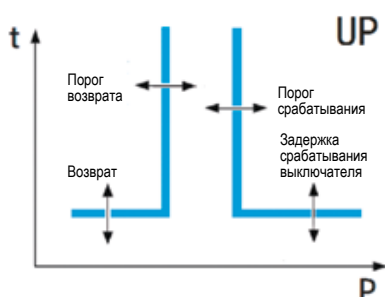 t
UP
Порог
возврата
Порог
срабатывания
Возврат
Задержка
срабатывания
выключателя
P